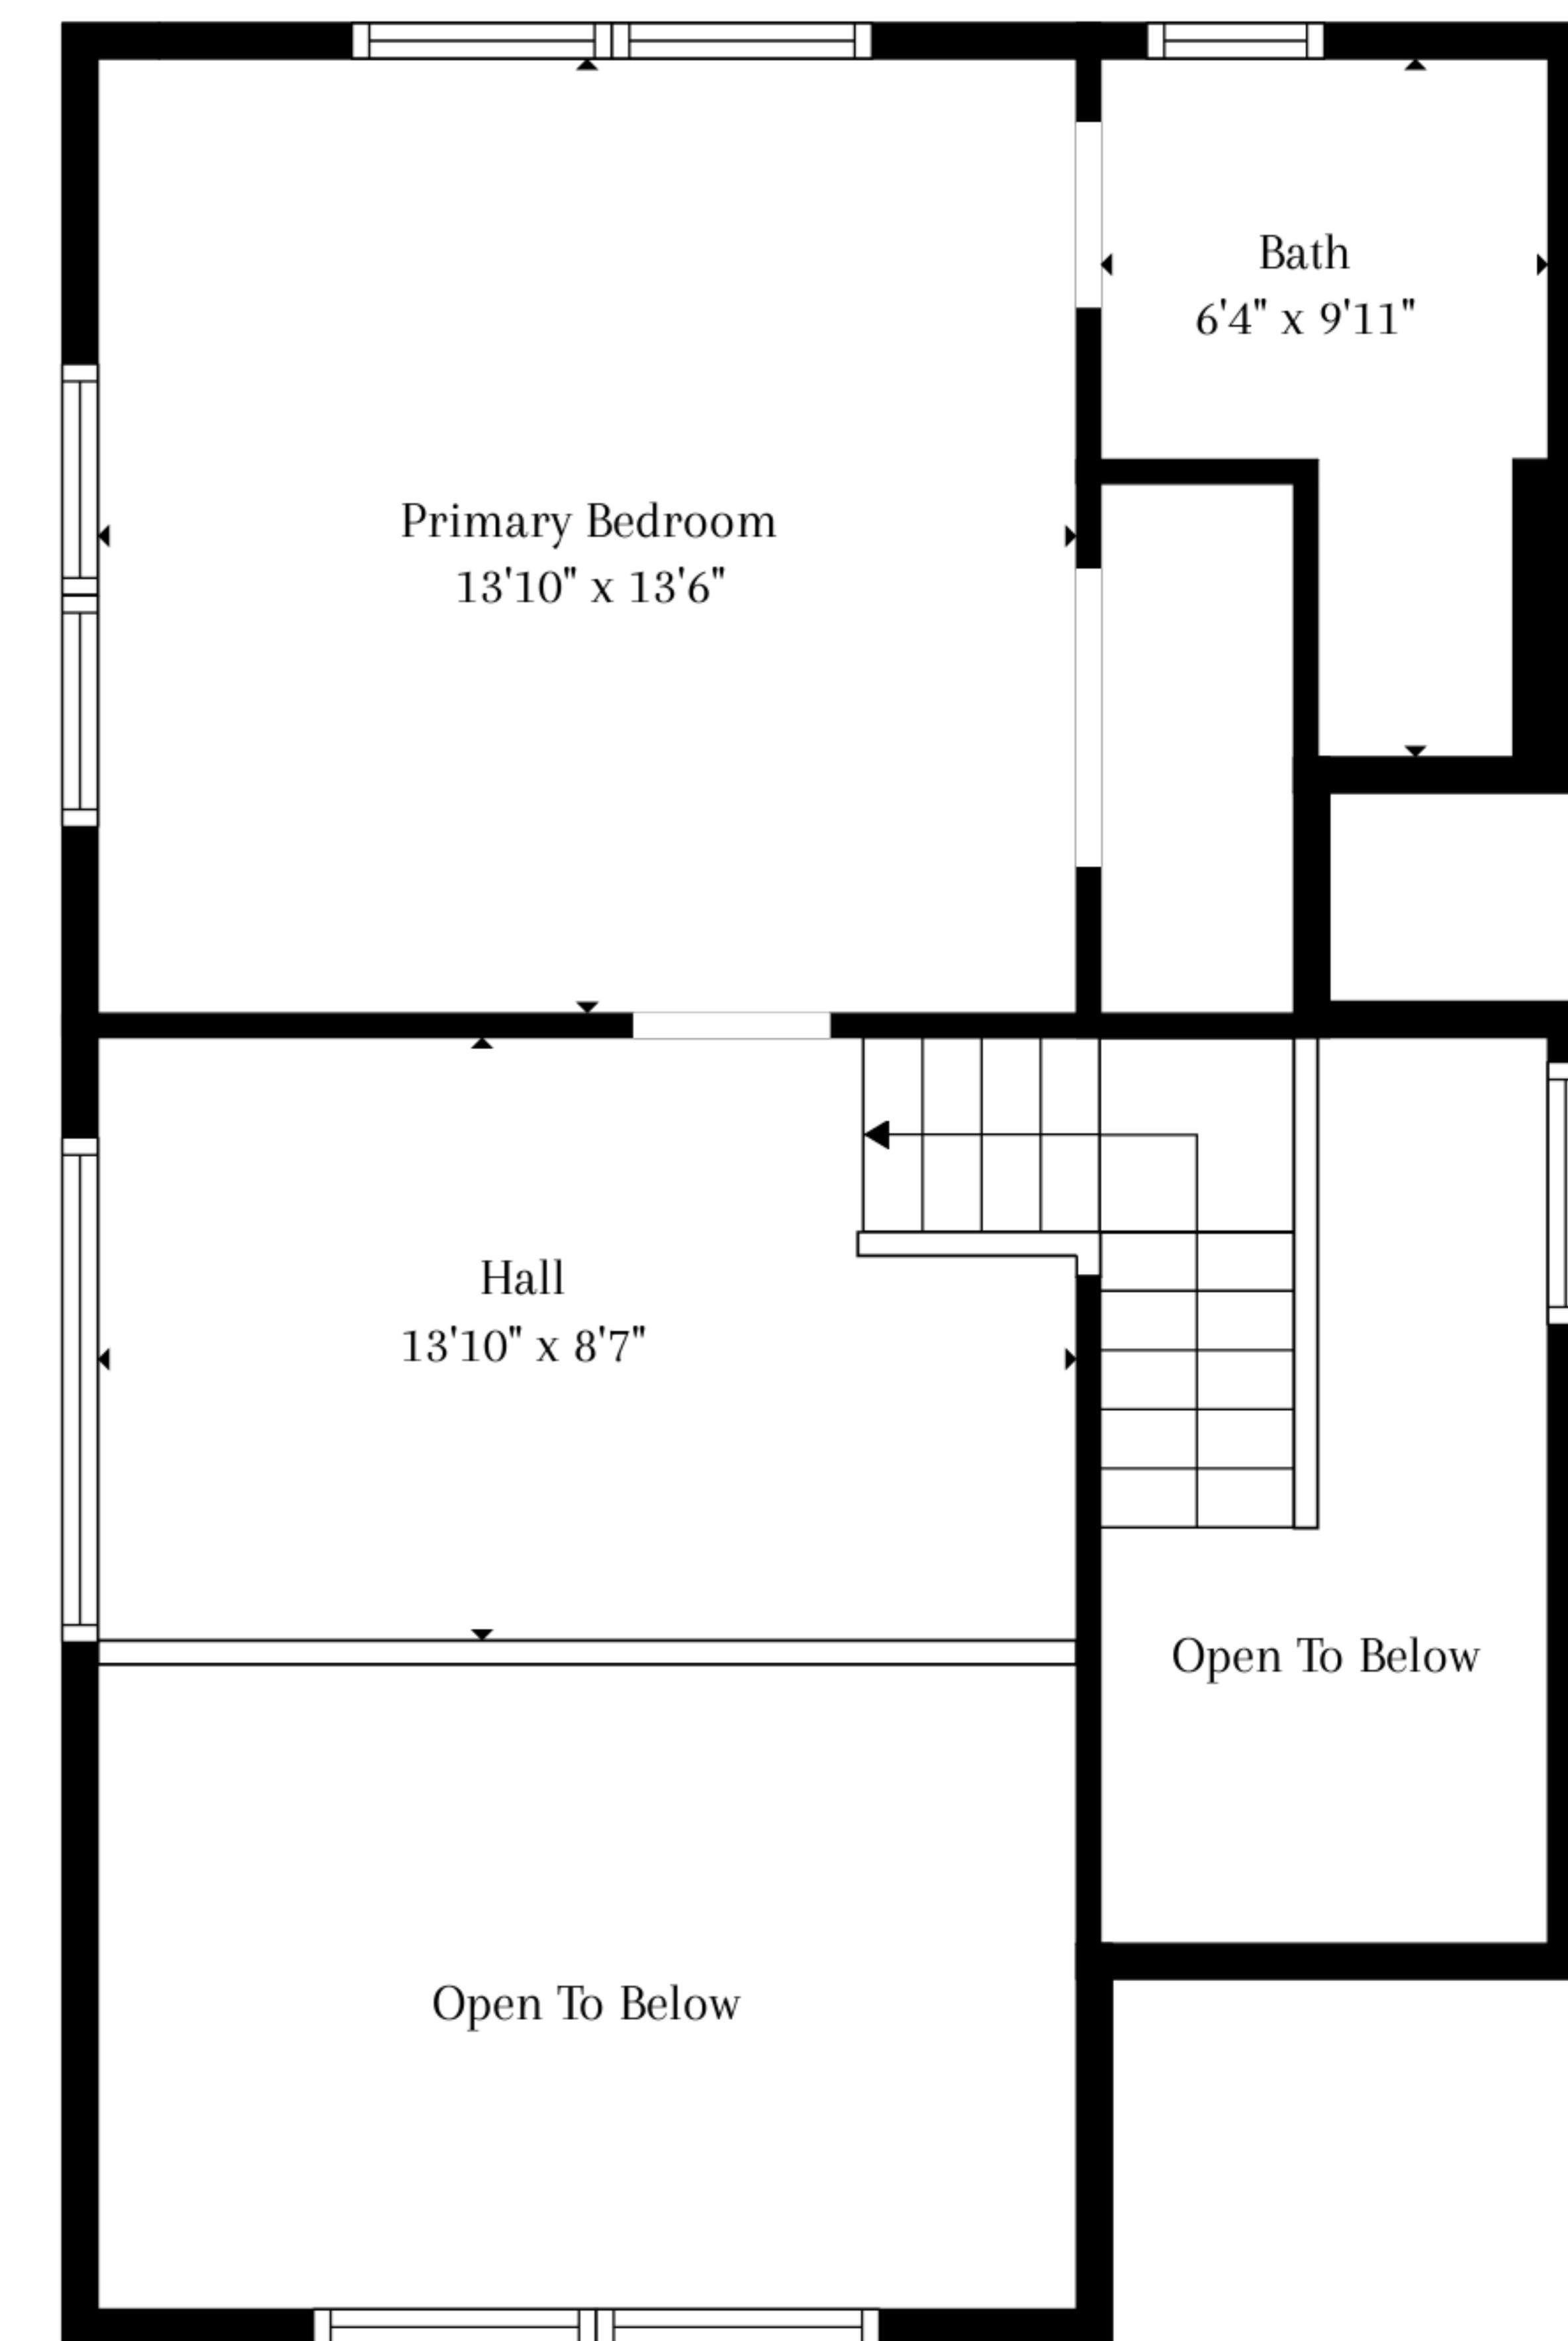 Bath
6'4" x 9'11"
Primary Bedroom
13'10" x 13'6"
Hall
13'10" x 8'7"
Open To Below
Open To Below